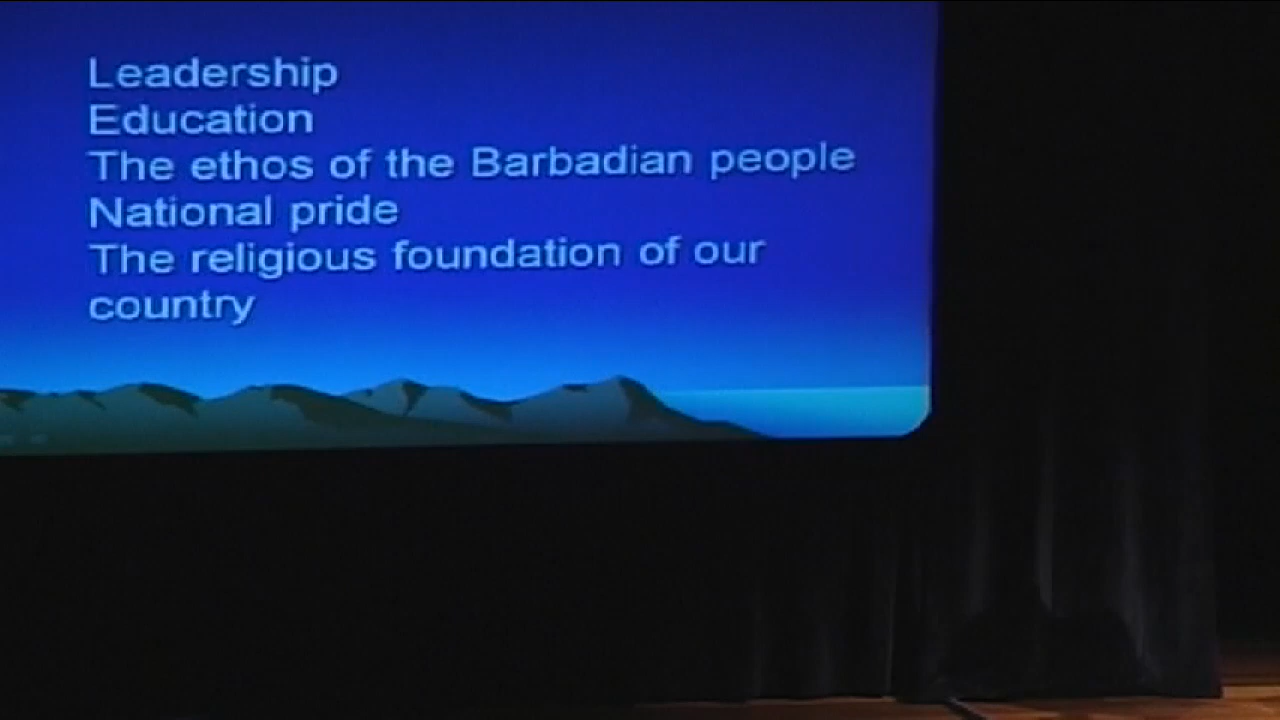 Leadership
Education
The ethos of the Barbadian people
National pride
The religious foundation of our
country